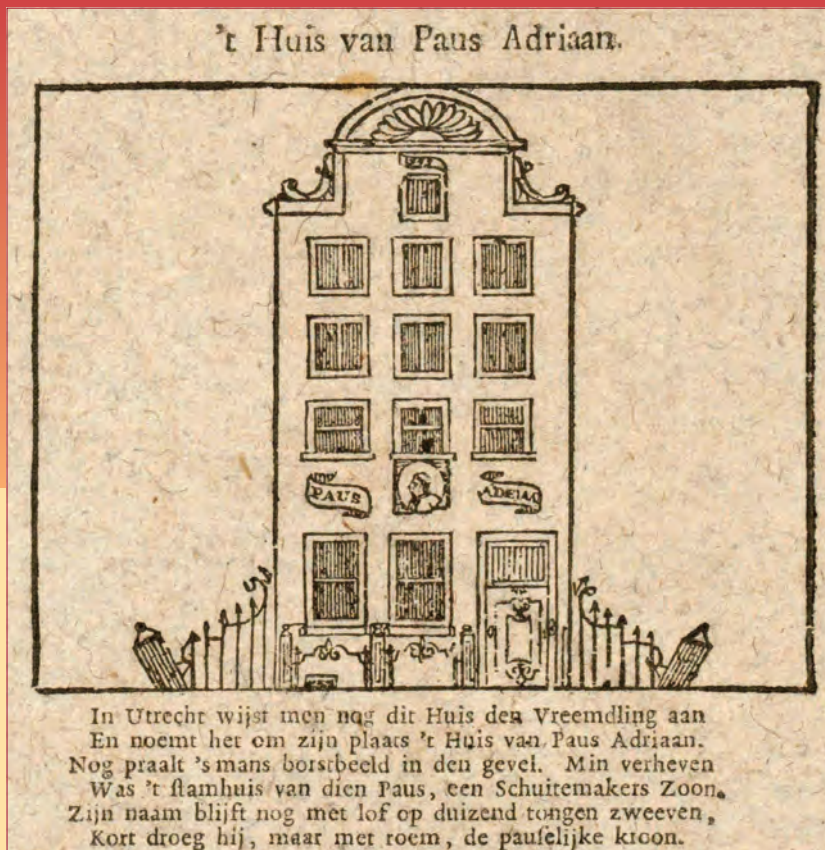 't Huis van Paus Adriaan.
PAUS
ADRIAA
In Utrecht wijst men nog dit Huis den Vreemdling aan
En noemt het om zijn plaats 't Huis van Paus Adriaan.
Nog praalt 's mans borstbeeld in den gevel. Min verheven
Was 't stamhuis van dien Paus, een Schuitemakers Zoon.
Zijn naam blijft nog met lof op duizend tongen zweeven,
Kort droeg hij, maar met roem, de pauselijke kroon.